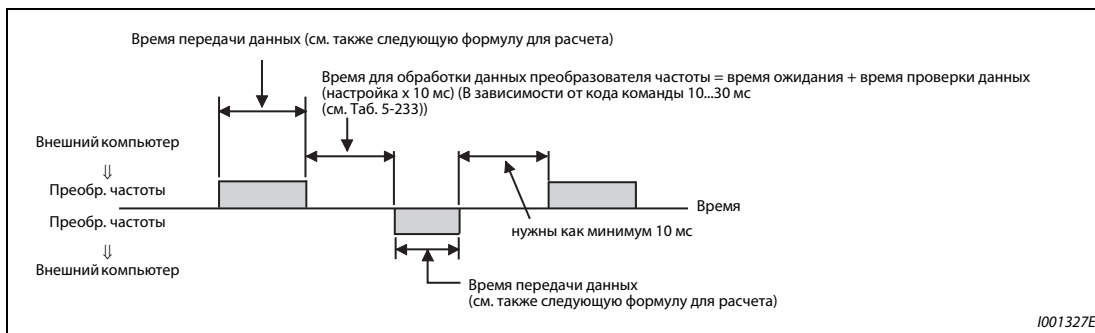 Время передачи данных (см. также следующую формулу для расчета)
Время для обработки данных преобразователя частоты = время ожидания + время проверки данных
(настройка x 10 мс) (В зависимости от кода команды 10...30 мс
(см. Таб. 5-233))
Внешний компьютер
⇓
Преобр. частоты
Время
Преобр. частоты
нужны как минимум 10 мс
⇓
Внешний компьютер
Время передачи данных
(см. также следующую формулу для расчета)
I001327E